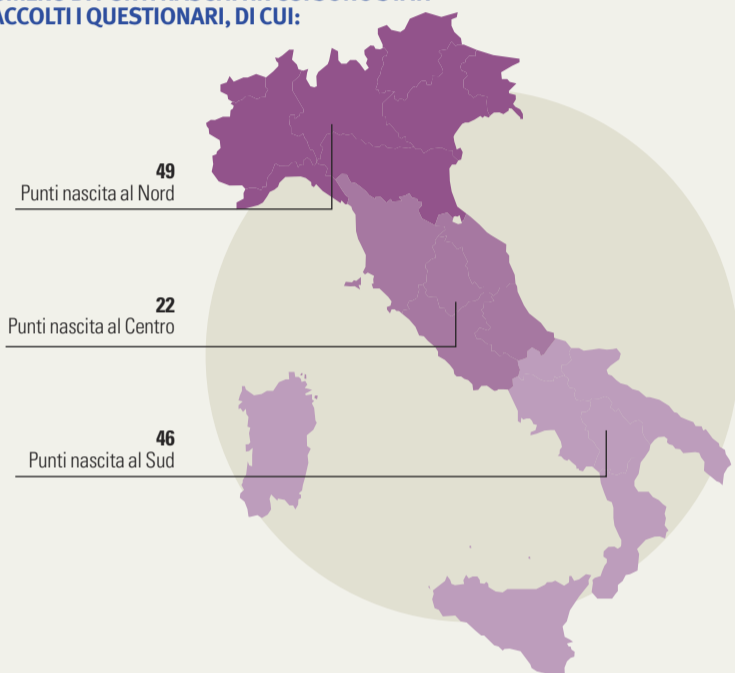 ACCOLTI I QUESTIONARI, DI CUI:
49
Punti nascita al Nord
22
Punti nascita al Centro
46
Punti nascita al Sud